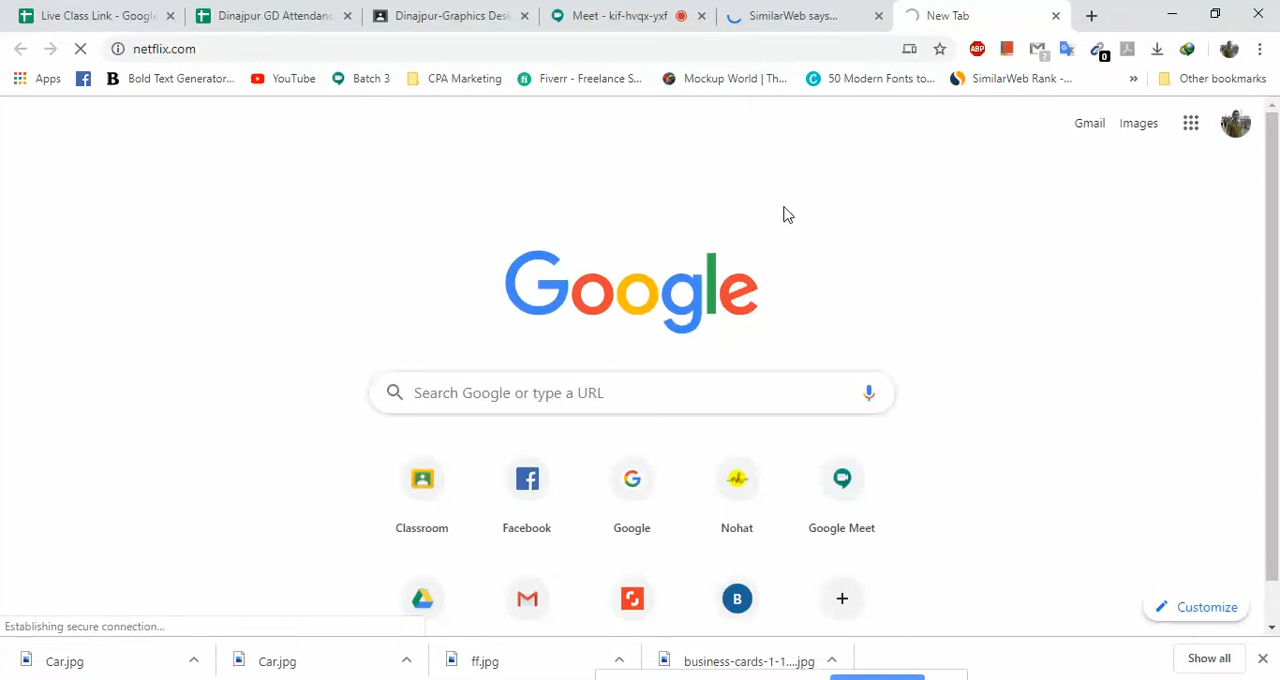 Live Class Link - Google
Dinajpur GD Attendanc
Dinajpur-Graphics Desi
Meet - kif-hvqx-yxf
SimilarWeb says...
New Tab
netflix.com
ABP
?
0
Apps
B Bold Text Generator...
YouTube
Batch 3
CPA Marketing
fi Fiverr - Freelance S...
Mockup World | Th...
C 50 Modern Fonts to...
SimilarWeb Rank -...
»
Other bookmarks
Gmail
Images
Google
Search Google or type a URL
Classroom
Facebook
Google
Nohat
Google Meet
B
Customize
Establishing secure connection...
Car.jpg
Car.jpg
ff.jpg
business-cards-1-1....jpg
Show all